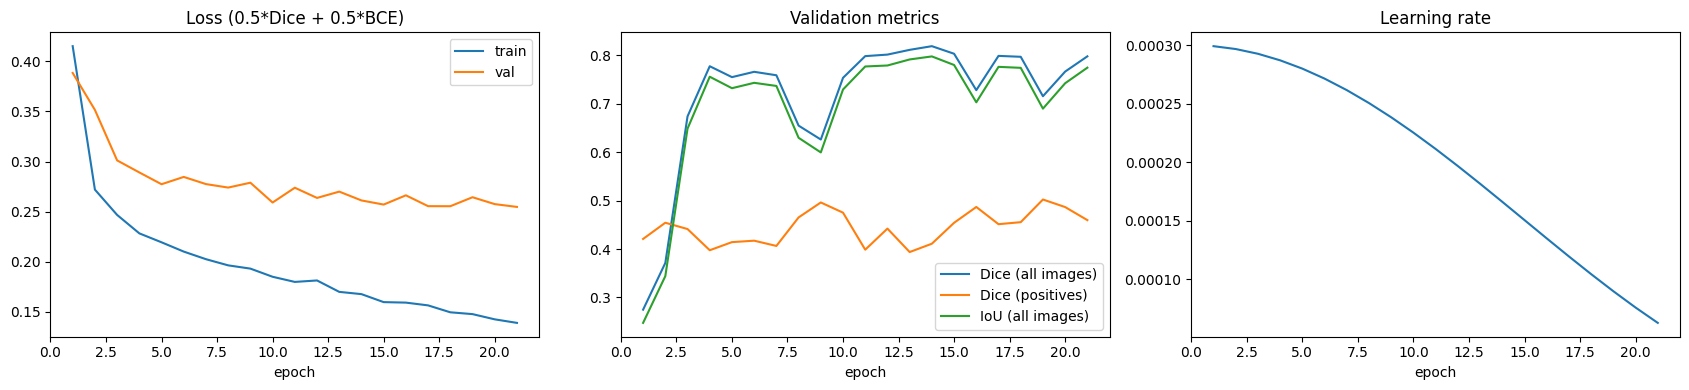 Loss (0.5*Dice + 0.5*BCE)
train
val
0.40
0.35
0.30
0.25
0.20
0.15
0.0 2.5 5.0 7.5 10.0 12.5 15.0 17.5 20.0
epoch
Validation metrics
0.8
0.7
0.6
0.5
0.4
0.3
Dice (all images)
Dice (positives)
IoU (all images)
0.0 2.5 5.0 7.5 10.0 12.5 15.0 17.5 20.0
epoch
Learning rate
0.00030
0.00025
0.00020
0.00015
0.00010
0.0 2.5 5.0 7.5 10.0 12.5 15.0 17.5 20.0
epoch